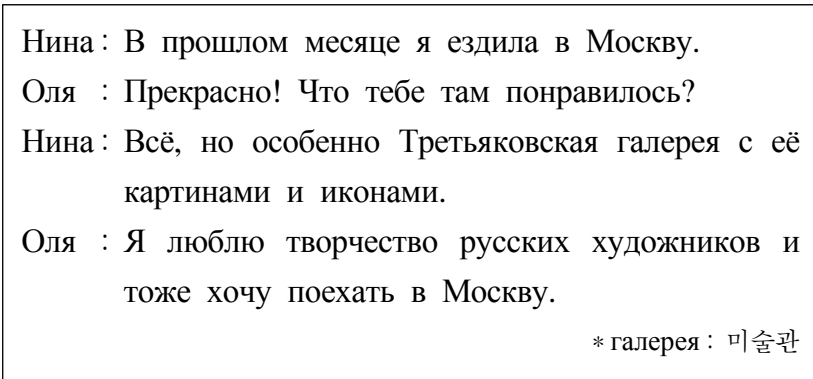 Нина: В прошлом месяце я ездила в Москву.
Оля : Прекрасно! Что тебе там понравилось?
Нина: Всё, но особенно Третьяковская галерея с её
картинами и иконами.
Оля : Я люблю творчество русских художников и
тоже хочу поехать в Москву.
* галерея : 미술관